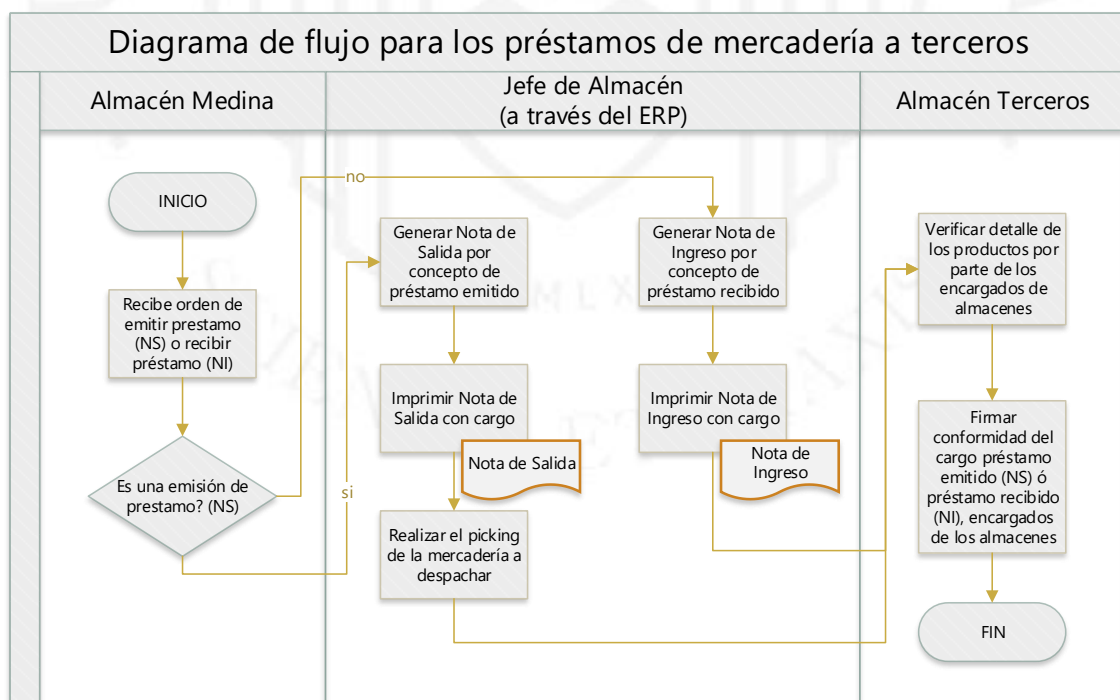 Diagrama de flujo para los préstamos de mercadería a terceros
Almacén Medina
Jefe de Almacén
(a través del ERP)
Almacén Terceros
INICIO
Recibe orden de
emitir prestamo
(NS) o recibir
préstamo (NI)
Es una emisión de
prestamo? (NS)
no
si
Generar Nota de
Salida por
concepto de
préstamo emitido
Imprimir Nota de
Salida con cargo
Nota de Salida
Realizar el picking
de la mercadería a
despachar
Generar Nota de
Ingreso por
concepto de
préstamo recibido
Imprimir Nota de
Ingreso con cargo
Nota de
Ingreso
Verificar detalle de
los productos por
parte de los
encargados de
almacenes
Firmar
conformidad del
cargo préstamo
emitido (NS) ó
préstamo recibido
(NI), encargados
de los almacenes
FIN